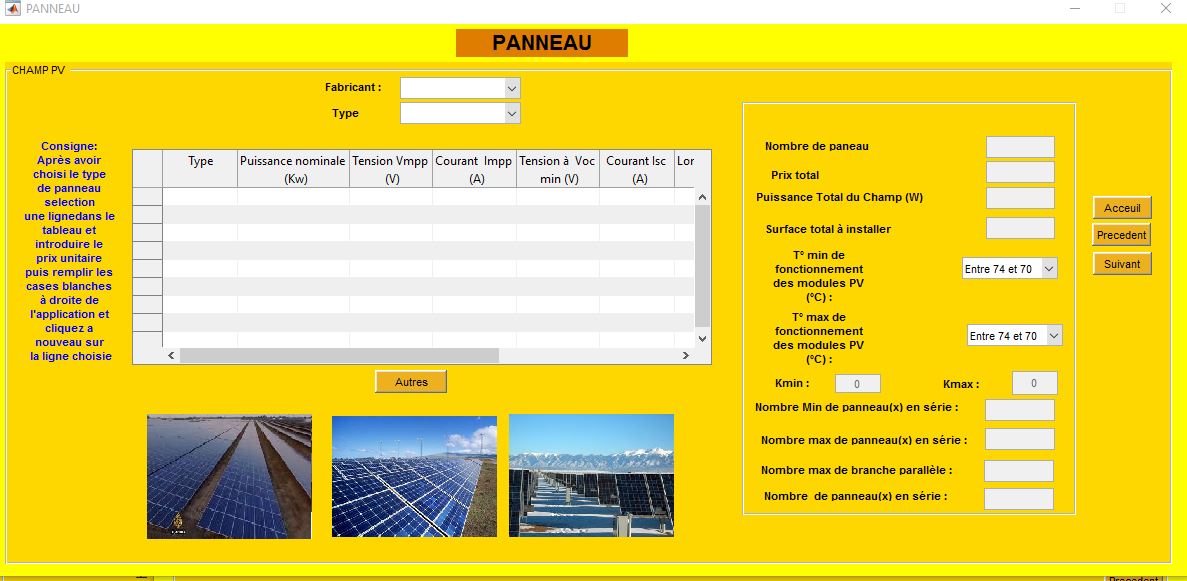 PANNEAU
PANNEAU
CHAMP PV
Fabricant :
Type
Consigne:
Après avoir
choisi le type
de panneau
selection
une lignedans le
tableau et
introduire le
prix unitaire
puis remplir les
cases blanches
à droite de
l'application et
cliquez a
nouveau sur
la ligne choisie
Type
Puissance nominale
(Kw)
Tension Vmpp
(V)
Courant Impp
(A)
Tension à Voc
min (V)
Courant Isc
(A)
Lor
Autres
Nombre de paneau
Prix total
Puissance Total du Champ (W)
Surface total à installer
T° min de
fonctionnement
des modules PV
(°C) :
Entre 74 et 70
T° max de
fonctionnement
des modules PV
(°C) :
Entre 74 et 70
Kmin :
0
Kmax :
0
Nombre Min de panneau(x) en série :
Nombre max de panneau(x) en série :
Nombre max de branche parallèle :
Nombre de panneau(x) en série :
Acceuil
Precedent
Suivant
Precedent